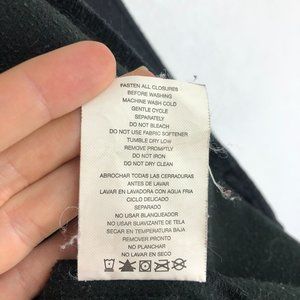 FASTEN ALL CLOSURES
BEFORE WASHING
MACHINE WASH COLD
GENTLE CYCLE
SEPARATELY
DO NOT BLEACH
DO NOT USE FABRIC SOFTENER
TUMBLE DRY LOW
REMOVE PROMPTLY
DO NOT IRON
DO NOT DRY CLEAN
ABROCHAR TODAS LAS CERRADURAS
ANTES DE LAVAR
LAVAR EN LAVADORA CON AGUA FRIA
CICLO DELICADO
SEPARADO
NO USAR BLANQUEADOR
NO USAR SUAVIZANTE DE TELA
SECAR EN TEMPERATURA BAJA
REMOVER PRONTO
NO PLANCHAR
NO LAVAR EN SECO